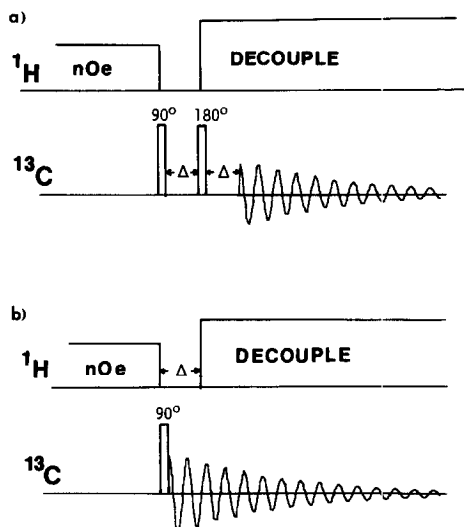 a)
¹H nOe DECOUPLE
90° 180°
¹³C Δ Δ
b)
¹H nOe Δ DECOUPLE
90°
¹³C